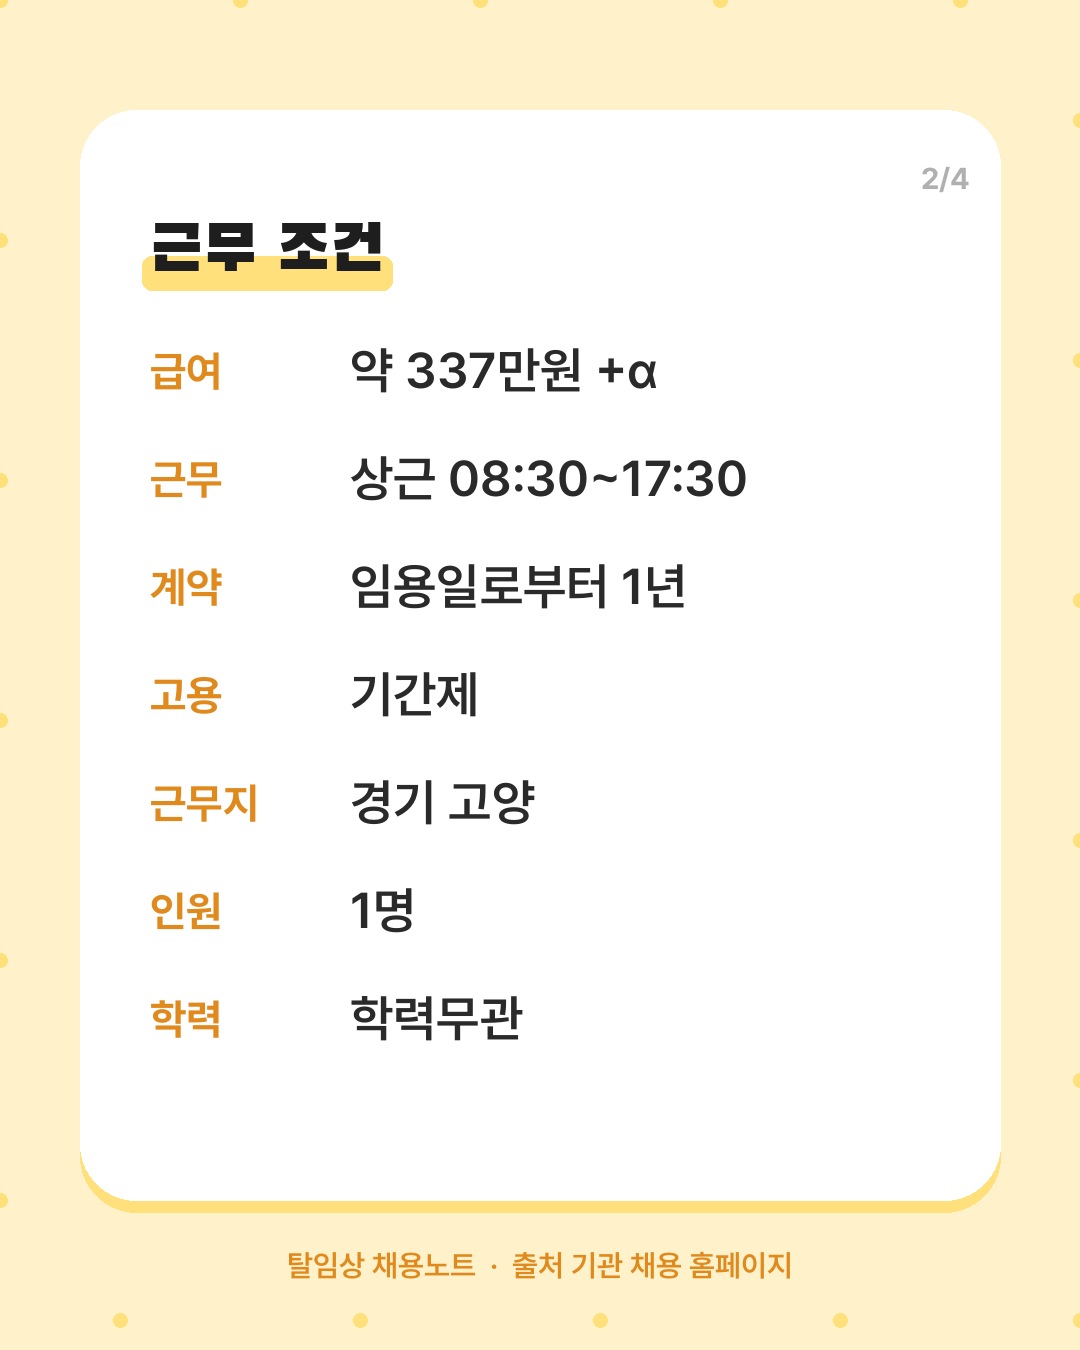 2/4
근무 조건
급여 약 337만원 +α
근무 상근 08:30~17:30
계약 임용일로부터 1년
고용 기간제
근무지 경기 고양
인원 1명
학력 학력무관
탈임상 채용노트 · 출처 기관 채용 홈페이지